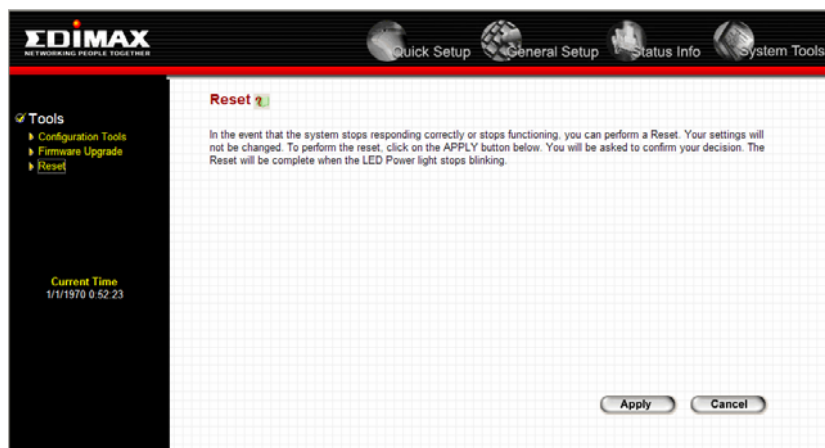 EDIMAX
NETWORKING PEOPLE TOGETHER
Quick Setup
General Setup
Status Info
System Tools
Tools
Configuration Tools
Firmware Upgrade
Reset
Current Time
1/1/1970 0:52:23
Reset
In the event that the system stops responding correctly or stops functioning, you can perform a Reset. Your settings will
not be changed. To perform the reset, click on the APPLY button below. You will be asked to confirm your decision. The
Reset will be complete when the LED Power light stops blinking.
Apply
Cancel